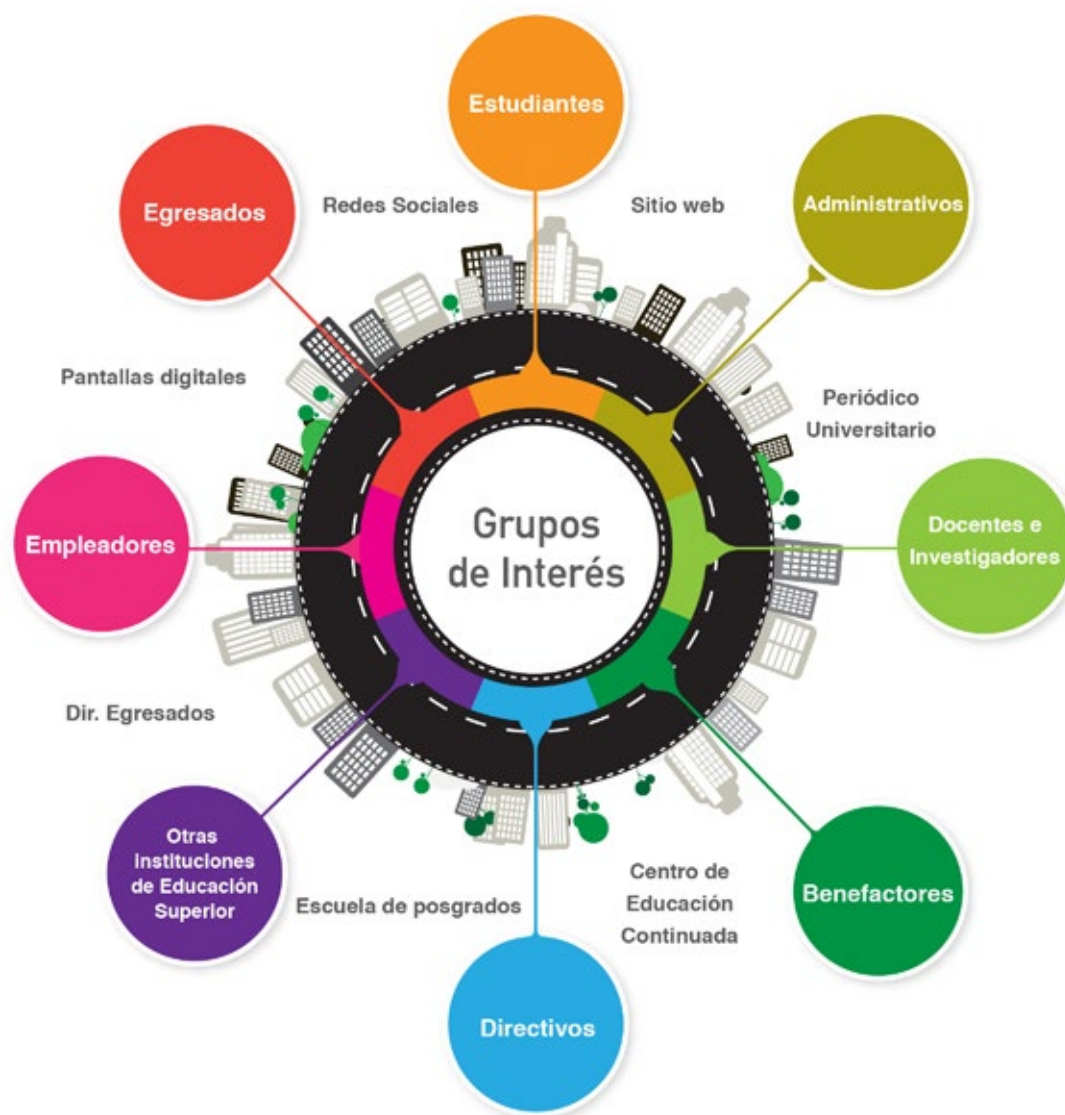 Estudiantes
Egresados
Redes Sociales
Sitio web
Administrativos
Pantallas digitales
Periódico
Universitario
Empleadores
Grupos
de Interés
Docentes e
Investigadores
Dir. Egresados
Otras
instituciones
de Educación
Superior
Escuela de posgrados
Centro de
Educación
Continuada
Benefactores
Directivos